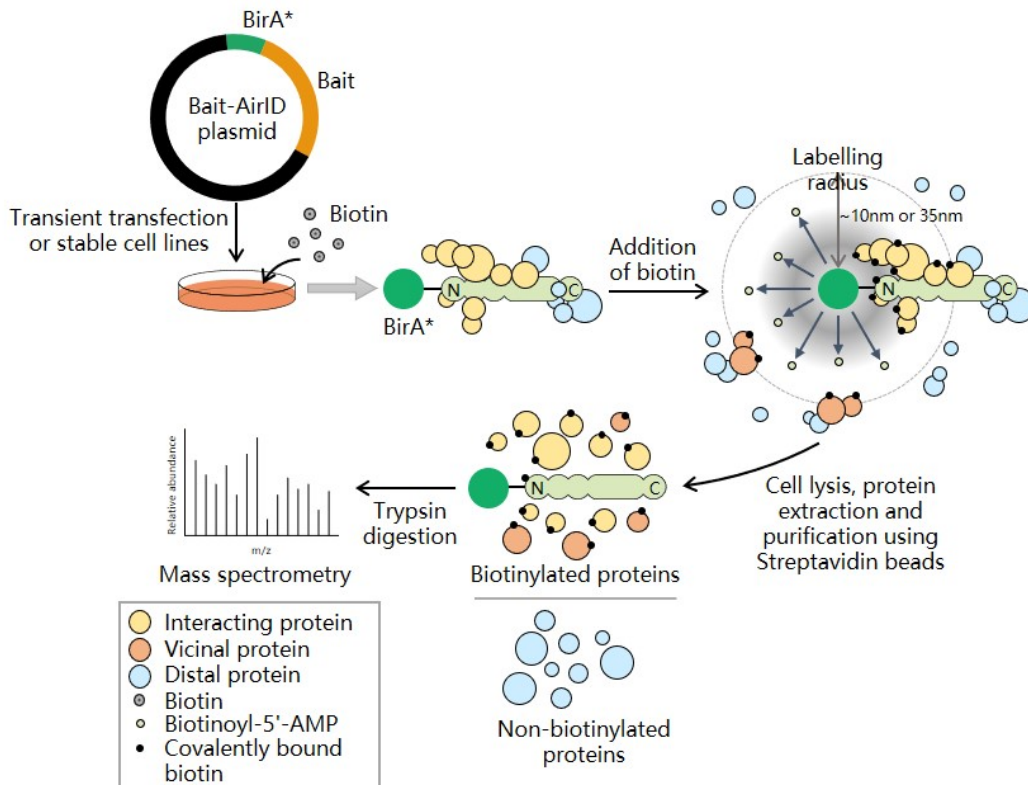 BirA*
Bait
Bait-AirID
plasmid
Transient transfection
or stable cell lines
Biotin
BirA*
N
C
Addition
of biotin
Labelling
radius
~10nm or 35nm
N
C
Cell lysis, protein
extraction and
purification using
Streptavidin beads
N
C
Biotinylated proteins
Non-biotinylated
proteins
Trypsin
digestion
Relative abundance
m/z
Mass spectrometry
Interacting protein
Vicinal protein
Distal protein
Biotin
Biotinoyl-5'-AMP
Covalently bound
biotin